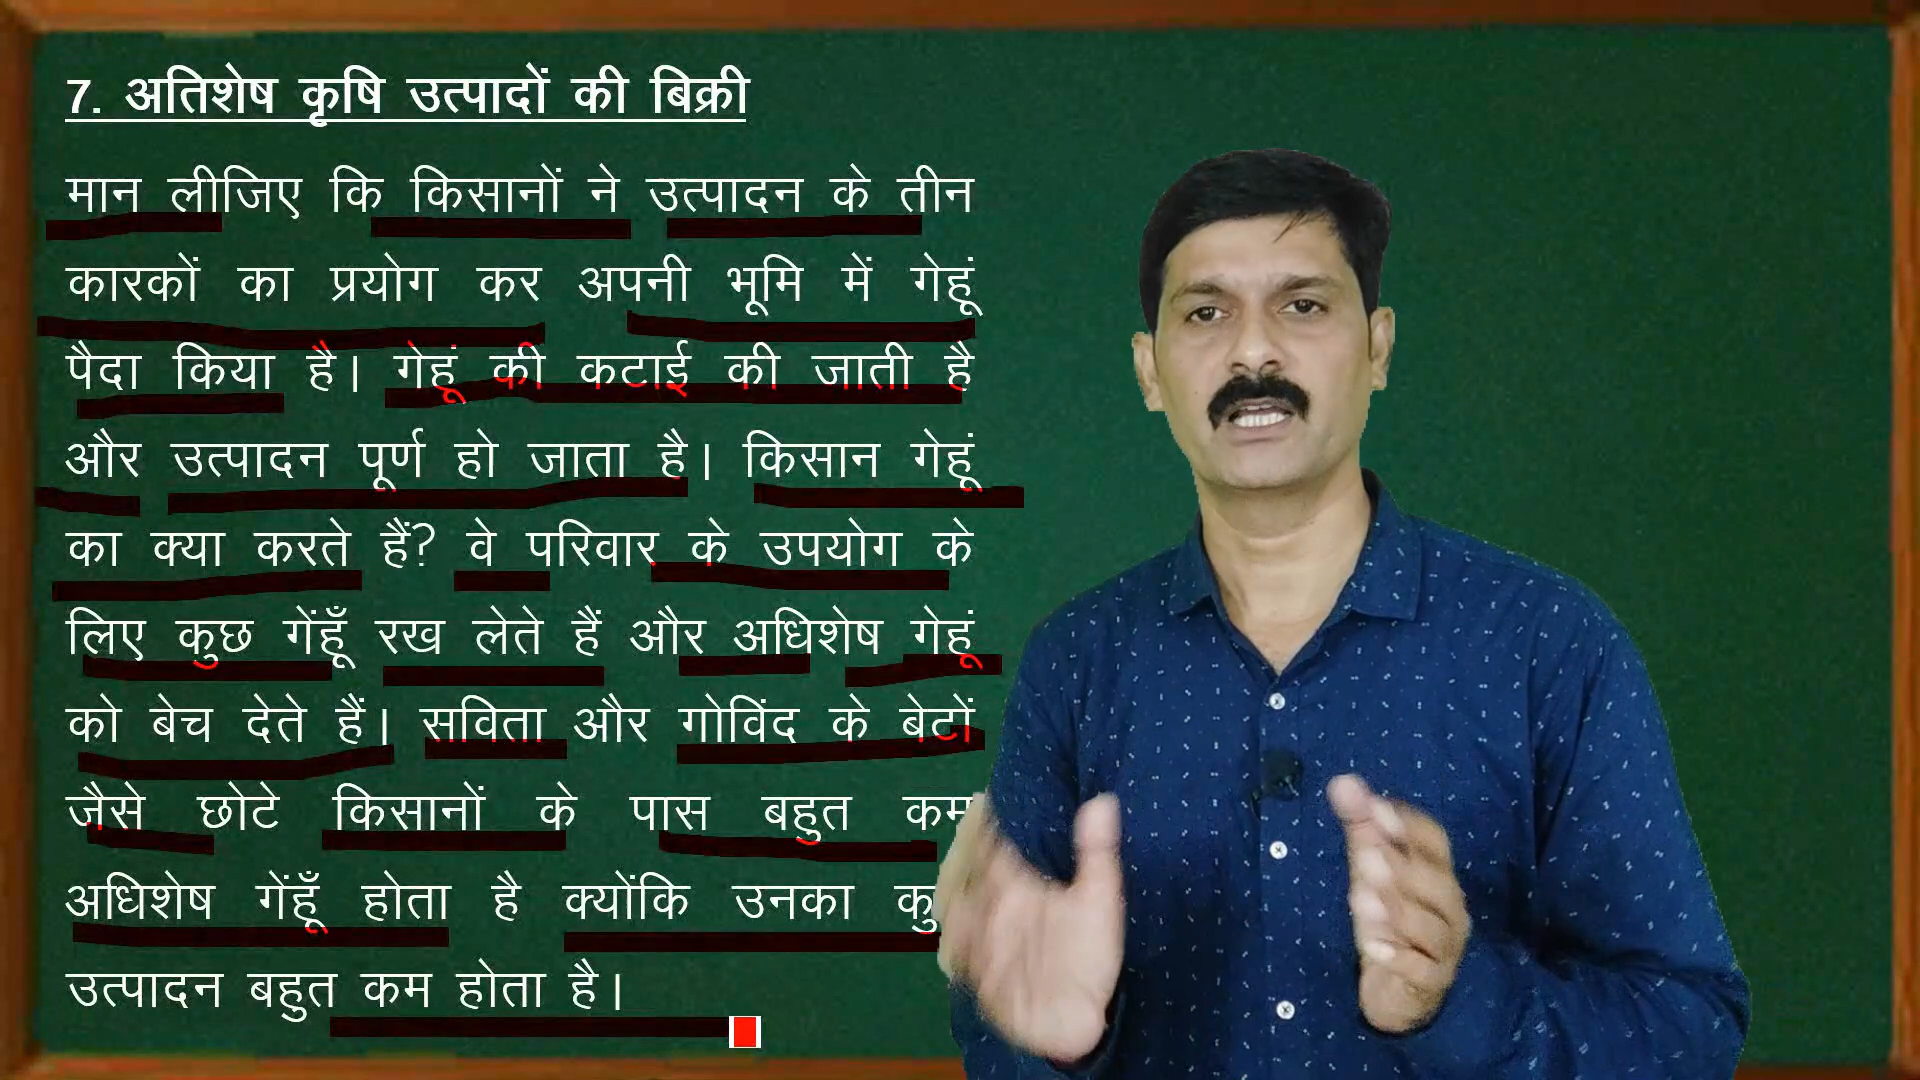 7. अतिशेष कृषि उत्पादों की बिक्री
मान लीजिए कि किसानों ने उत्पादन के तीन
कारकों का प्रयोग कर अपनी भूमि में गेहूं
पैदा किया है। गेहूं की कटाई की जाती है
और उत्पादन पूर्ण हो जाता है। किसान गेहूं
का क्या करते हैं? वे परिवार के उपयोग के
लिए कुछ गेंहूँ रख लेते हैं और अधिशेष गेहूं
को बेच देते हैं। सविता और गोविंद के बेटों
जैसे छोटे किसानों के पास बहुत कम
अधिशेष गेंहूँ होता है क्योंकि उनका
उत्पादन बहुत कम होता है।